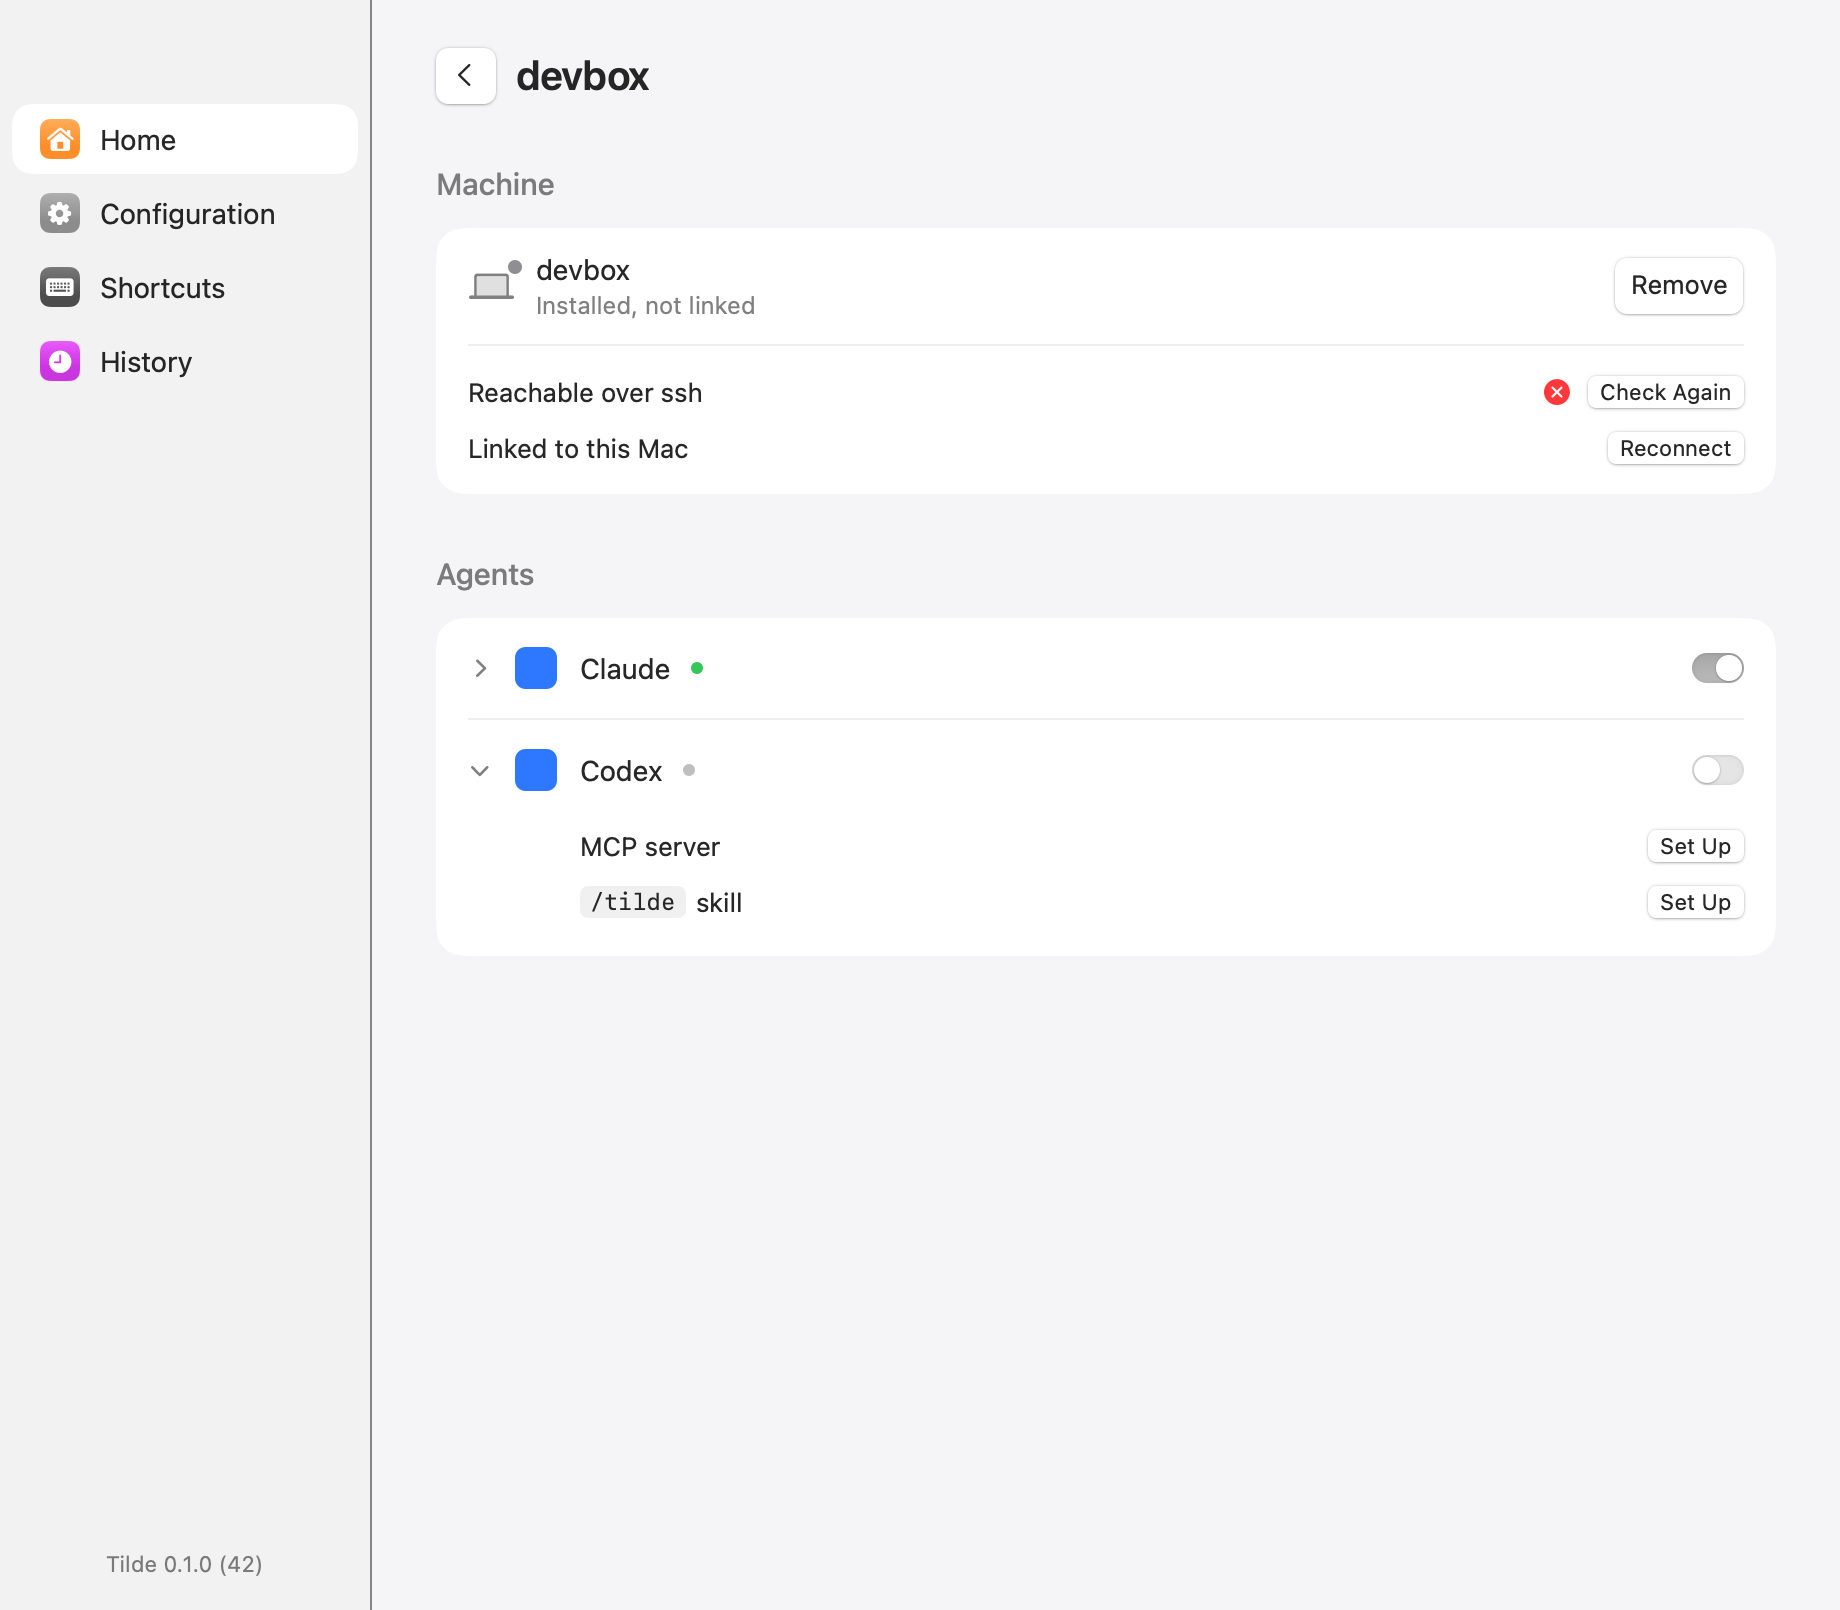 devbox
Home
Configuration
Shortcuts
History
Machine
devbox
Installed, not linked
Remove
Reachable over ssh
Check Again
Linked to this Mac
Reconnect
Agents
Claude
Codex
MCP server
Set Up
/tilde skill
Set Up
Tilde 0.1.0 (42)